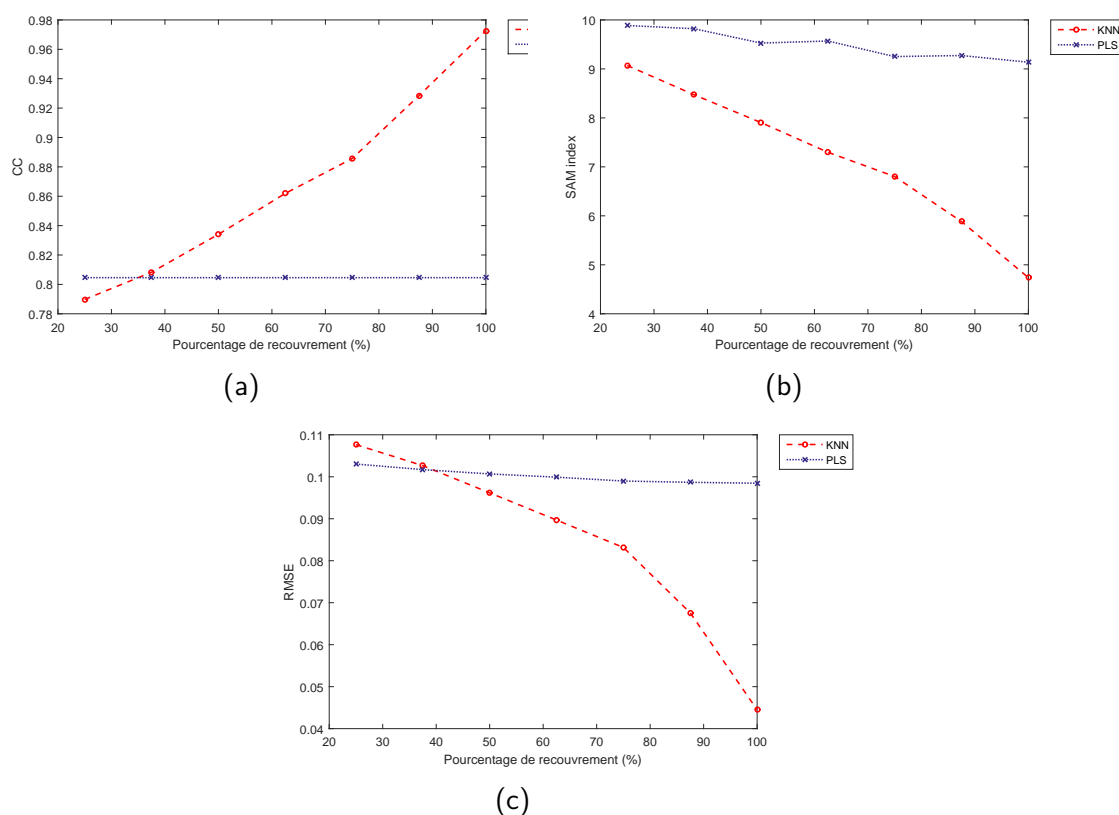 0.98
0.96
0.94
0.92
0.9
0.88
0.86
0.84
0.82
0.8
0.78
CC
20 30 40 50 60 70 80 90 100
Pourcentage de recouvrement (%)
(a)
10
9
8
7
6
5
4
SAM index
20 30 40 50 60 70 80 90 100
Pourcentage de recouvrement (%)
KNN
PLS
(b)
0.11
0.1
0.09
0.08
0.07
0.06
0.05
0.04
RMSE
20 30 40 50 60 70 80 90 100
Pourcentage de recouvrement (%)
KNN
PLS
(c)